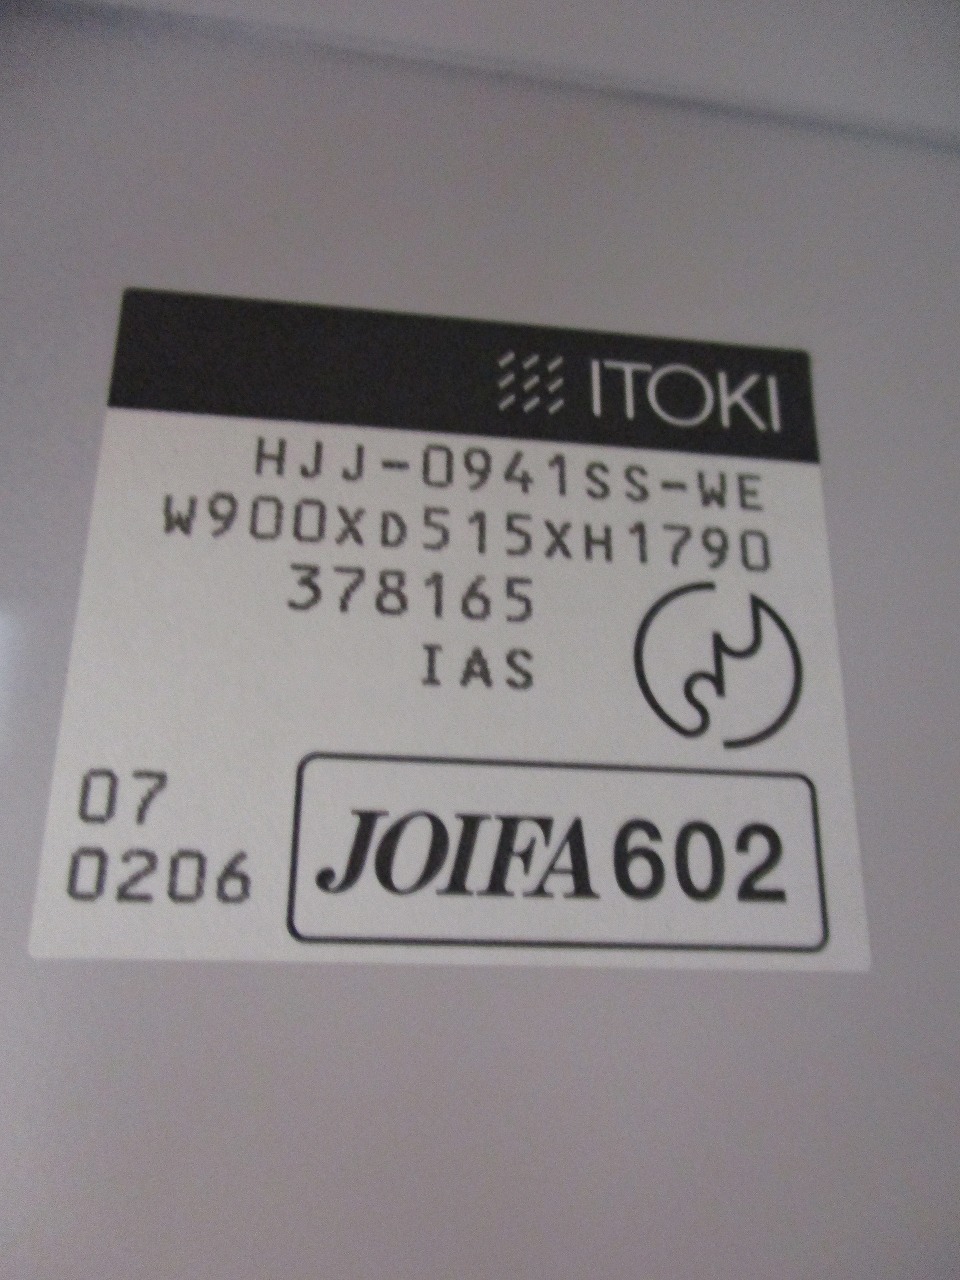 ITOKI
HJJ-0941SS-WE
W900XD515XH1790
378165
IAS
07
0206
JOIFA602